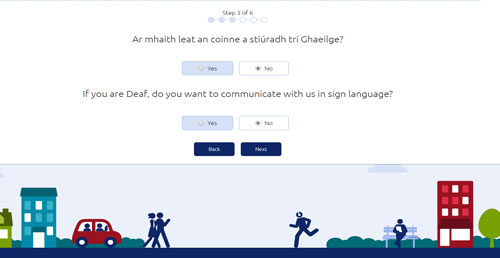 Step 3 of 6
Ar mhaith leat an coinne a stiúradh trí Ghaeilge?
Yes No
If you are Deaf, do you want to communicate with us in sign language?
Yes No
Back Next